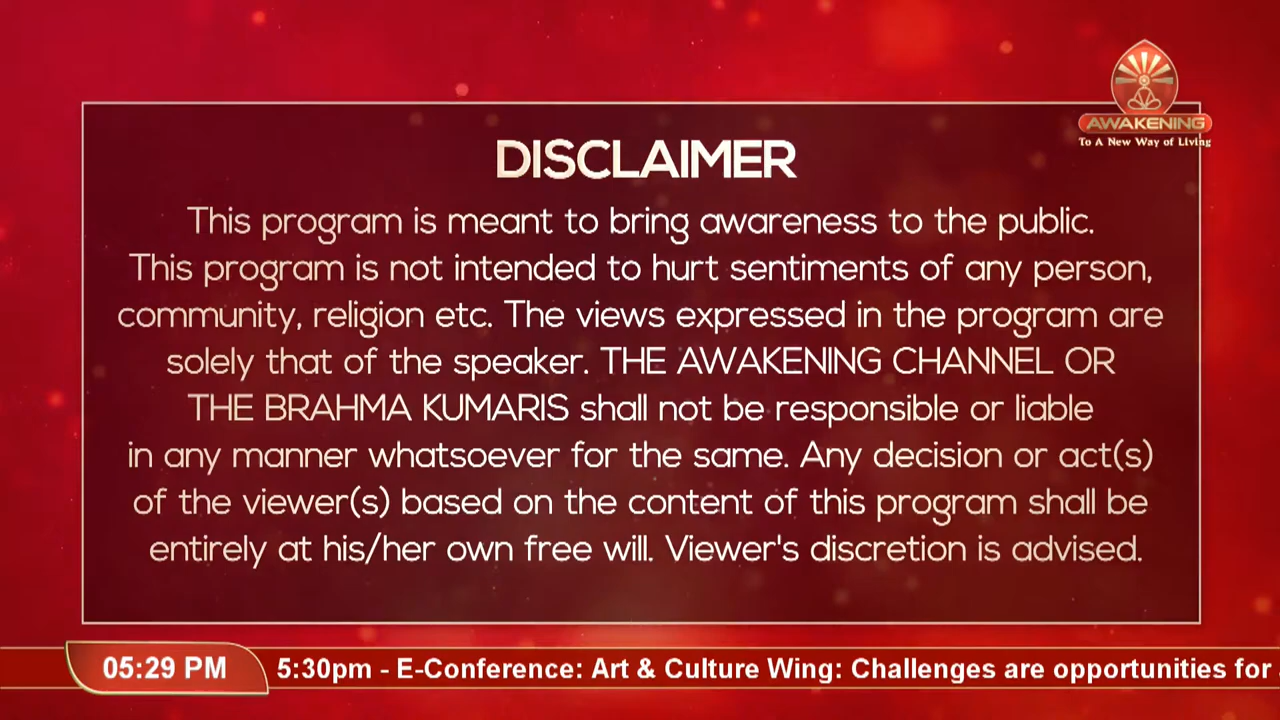 AWAKENING
To A New Way of Living
DISCLAIMER
This program is meant to bring awareness to the public.
This program is not intended to hurt sentiments of any person,
community, religion etc. The views expressed in the program are
solely that of the speaker. THE AWAKENING CHANNEL OR
THE BRAHMA KUMARIS shall not be responsible or liable
in any manner whatsoever for the same. Any decision or act(s)
of the viewer(s) based on the content of this program shall be
entirely at his/her own free will. Viewer's discretion is advised.
05:29 PM
5:30pm - E-Conference: Art & Culture Wing: Challenges are opportunities for